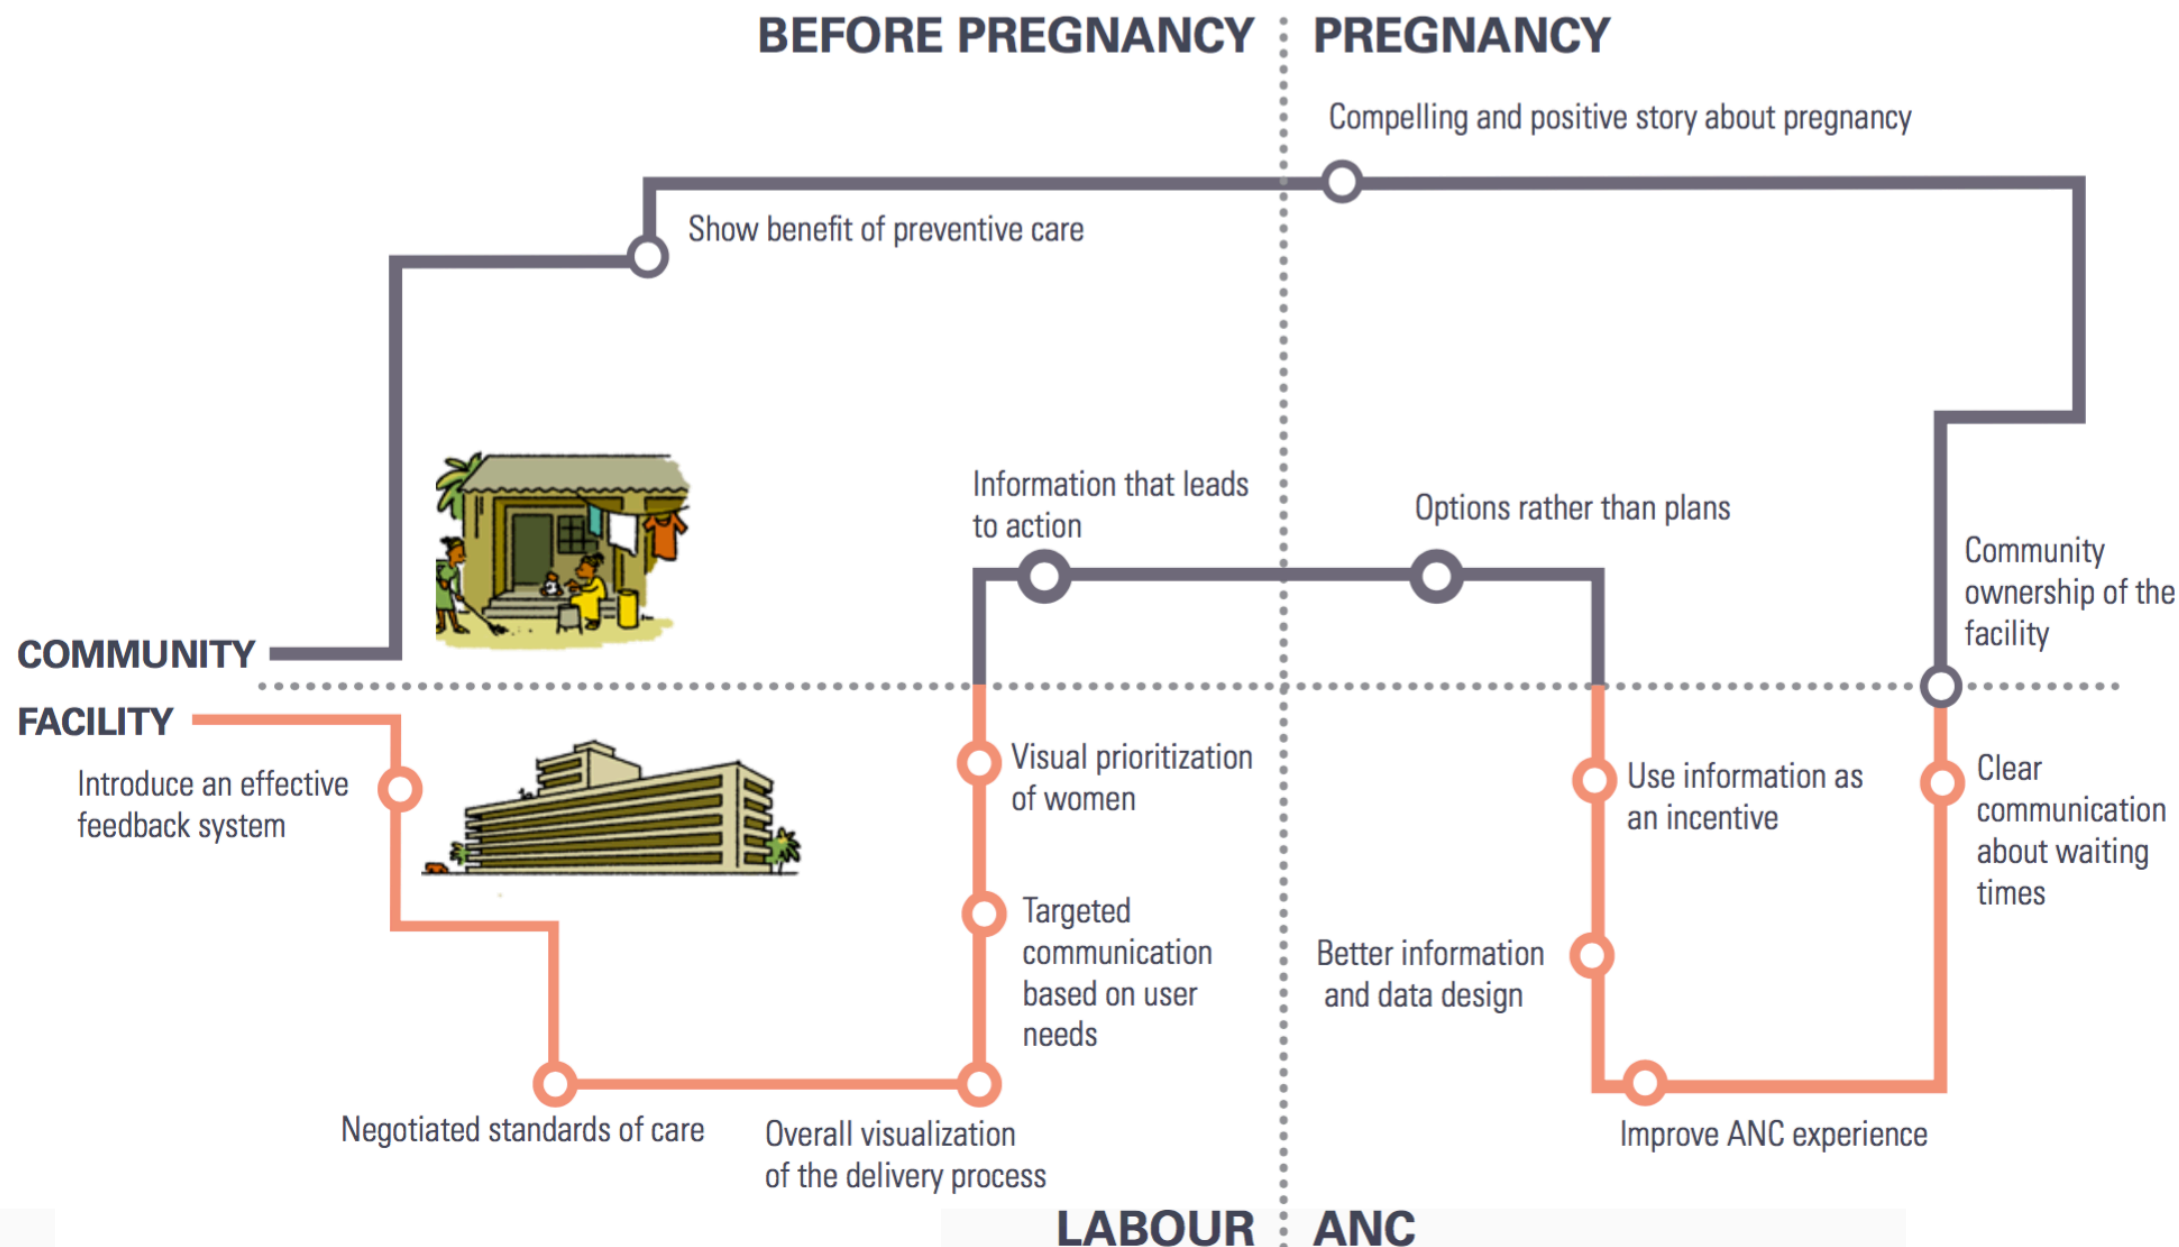 BEFORE PREGNANCY
PREGNANCY
Compelling and positive story about pregnancy
Show benefit of preventive care
Information that leads
to action
Options rather than plans
Community
ownership of the
facility
COMMUNITY
FACILITY
Introduce an effective
feedback system
Visual prioritization
of women
Use information as
an incentive
Clear
communication
about waiting
times
Targeted
communication
based on user
needs
Better information
and data design
Negotiated standards of care
Overall visualization
of the delivery process
Improve ANC experience
LABOUR
ANC